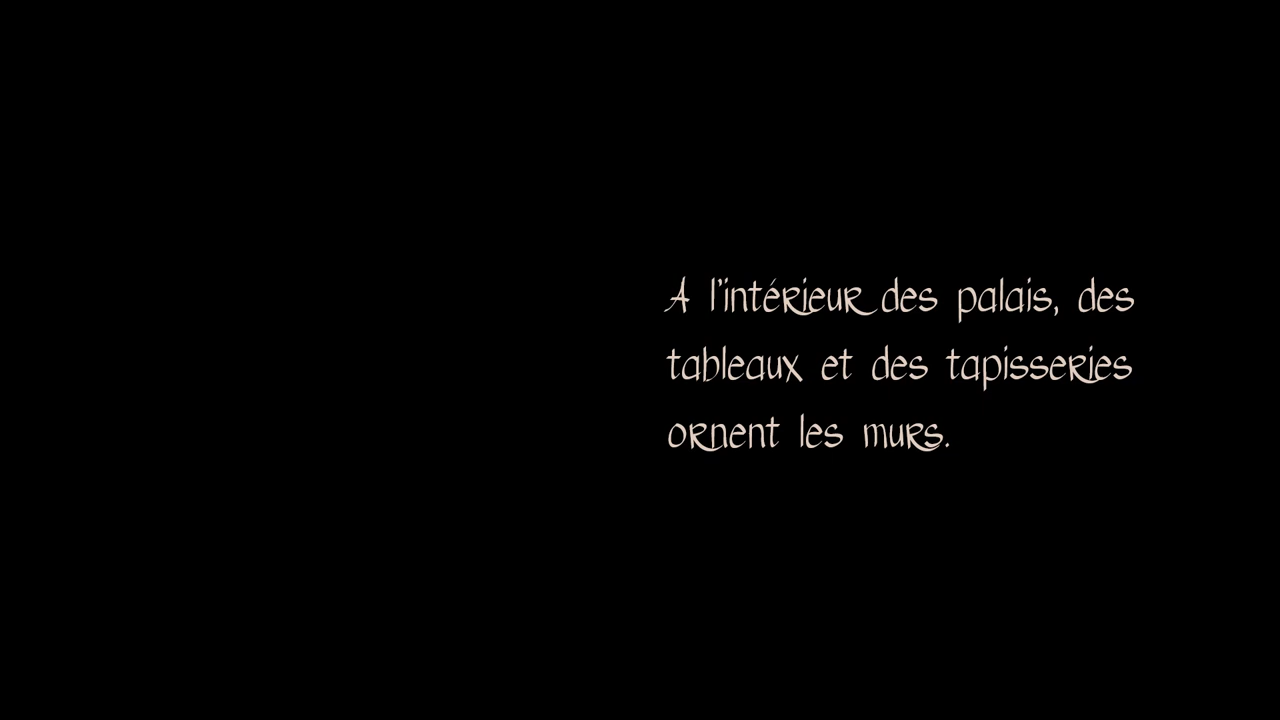 A l'intérieur des palais, des
tableaux et des tapisseries
ornent les murs.